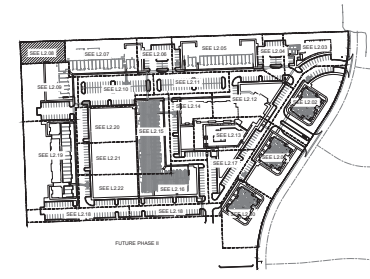 SEE L2.03
SEE L2.08
SEE L2.07
SEE L2.06
SEE L2.05
SEE L2.04
SEE L2.09
SEE L2.10
SEE L2.11
SEE L2.12
SEE L2.02
SEE L2.14
SEE L2.20
SEE L2.15
SEE L2.13
SEE L2.19
SEE L2.21
SEE L2.17
SEE L2.22
SEE L2.16
SEE L2.18
SEE L2.18
FUTURE PHASE II